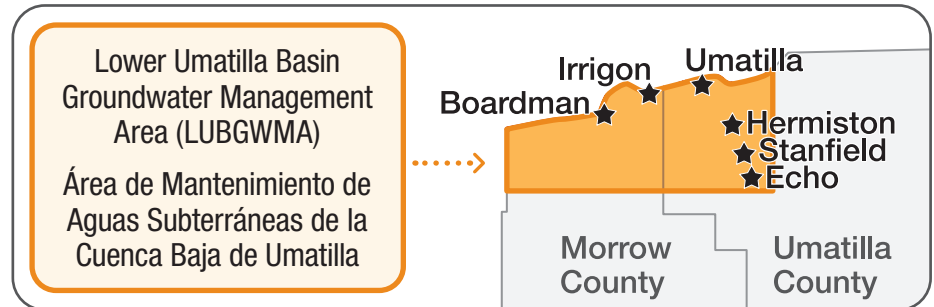 Lower Umatilla Basin
Groundwater Management
Area (LUBGWMA)
Área de Mantenimiento de
Aguas Subterráneas de la
Cuenca Baja de Umatilla
Umatilla
Irrigon
Boardman
Hermiston
Stanfield
Echo
Morrow
County
Umatilla
County